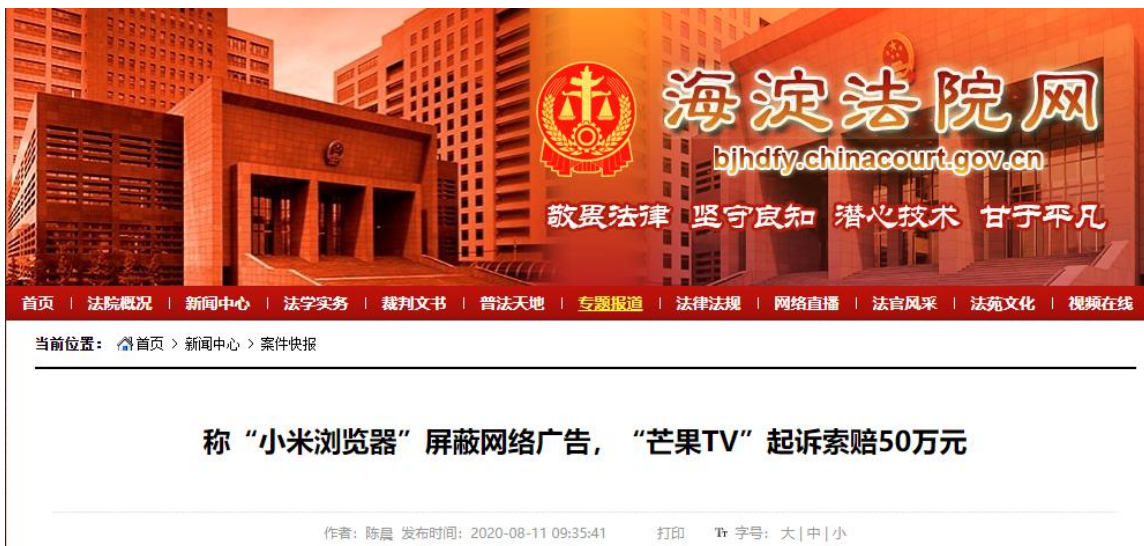 海淀法院网
bjhdfy.chinacourt.gov.cn
敬畏法律 坚守良知 潜心技术 甘于平凡
首页 | 法院概况 | 新闻中心 | 法学实务 | 裁判文书 | 普法天地 | 专题报道 | 法律法规 | 网络直播 | 法官风采 | 法苑文化 | 视频在线
当前位置： 首页 > 新闻中心 > 案件快报
称“小米浏览器”屏蔽网络广告，“芒果TV”起诉索赔50万元
作者：陈晨 发布时间：2020-08-11 09:35:41 打印 Tr 字号：大 | 中 | 小